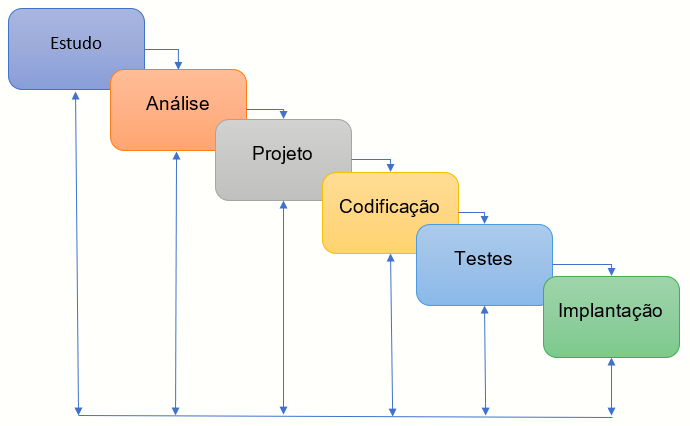 Estudo
Análise
Projeto
Codificação
Testes
Implantação